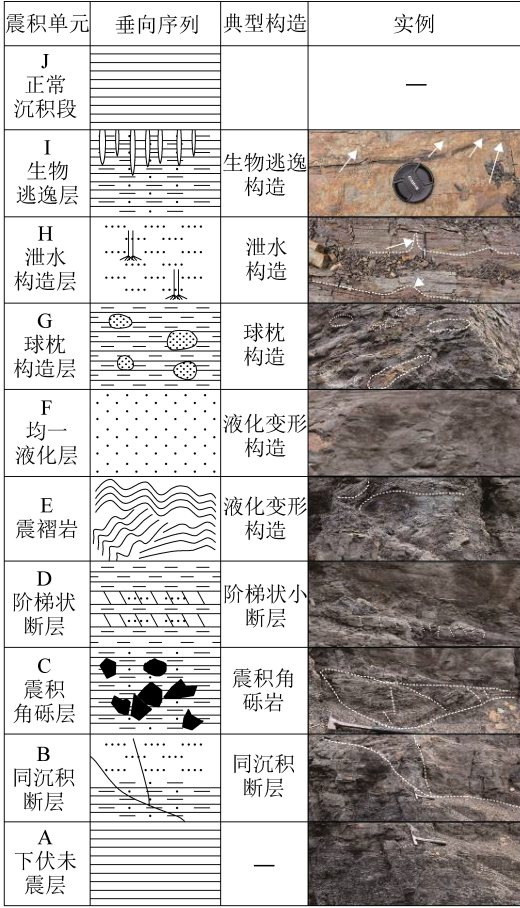 震积单元 垂向序列 典型构造 实例
J
正常
沉积段
—
I
生物
逃逸层
生物逃逸
构造
H
泄水
构造层
泄水
构造
G
球枕
构造层
球枕
构造
F
均一
液化层
液化变形
构造
E
震褶岩
液化变形
构造
D
阶梯状
断层
阶梯状小
断层
C
震积
角砾层
震积角
砾岩
B
同沉积
断层
同沉积
断层
A
下伏未
震层
—